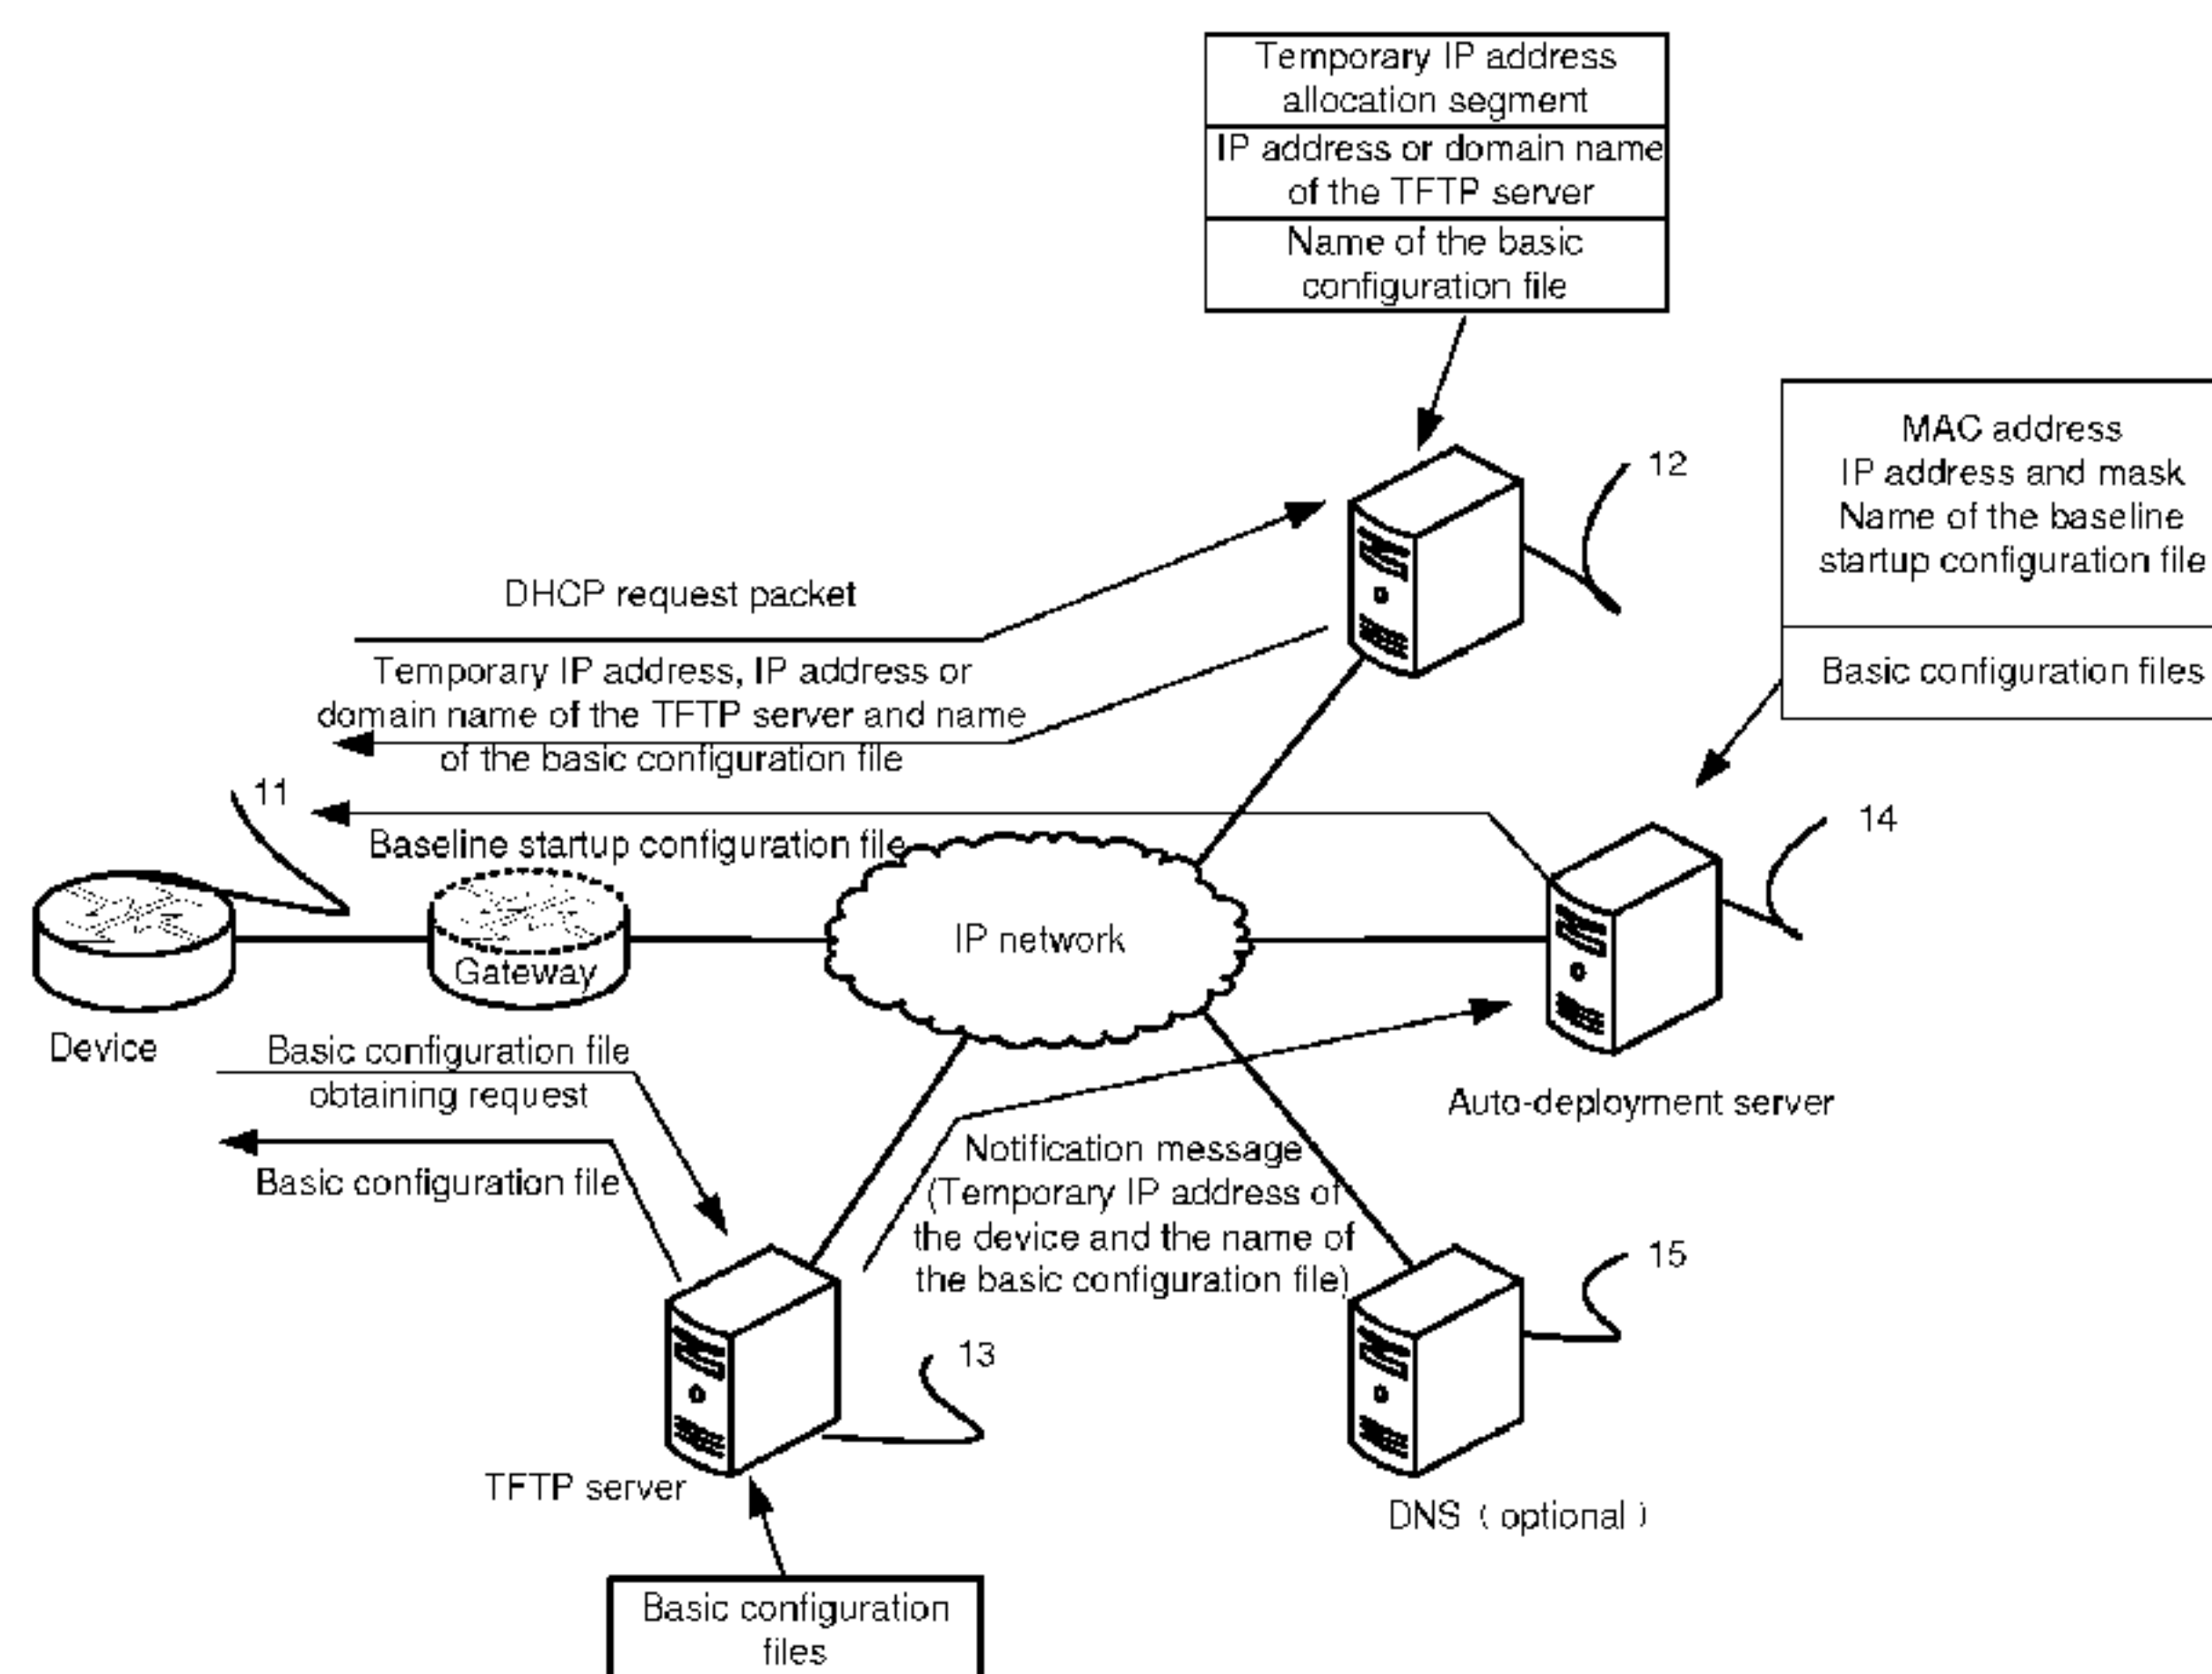 Temporary IP address
allocation segment
IP address or domain name
of the TFTP server
Name of the basic
configuration file
MAC address
IP address and mask
Name of the baseline
startup configuration file
Basic configuration files
12
DHCP request packet
Temporary IP address, IP address or
domain name of the TFTP server and name
of the basic configuration file
11
Baseline startup configuration file
14
IP network
Gateway
Device
Basic configuration file
obtaining request
Basic configuration file
Auto-deployment server
Notification message
(Temporary IP address of
the device and the name of
the basic configuration file)
15
13
TFTP server
DNS ( optional )
Basic configuration
files